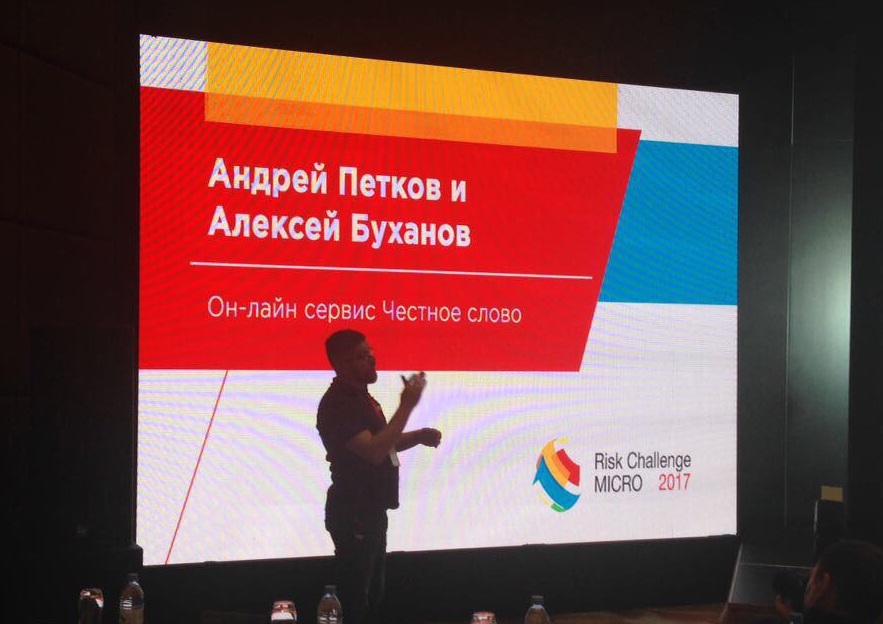 Андрей Петков и
Алексей Буханов
Он-лайн сервис Честное слово
Risk Challenge
MICRO 2017